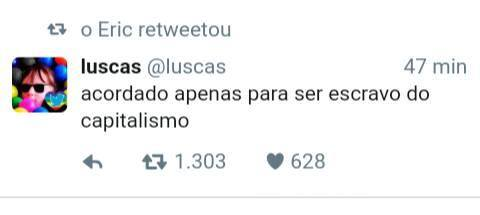 o Eric retweetou
luscas @luscas 47 min
acordado apenas para ser escravo do
capitalismo
1.303 628